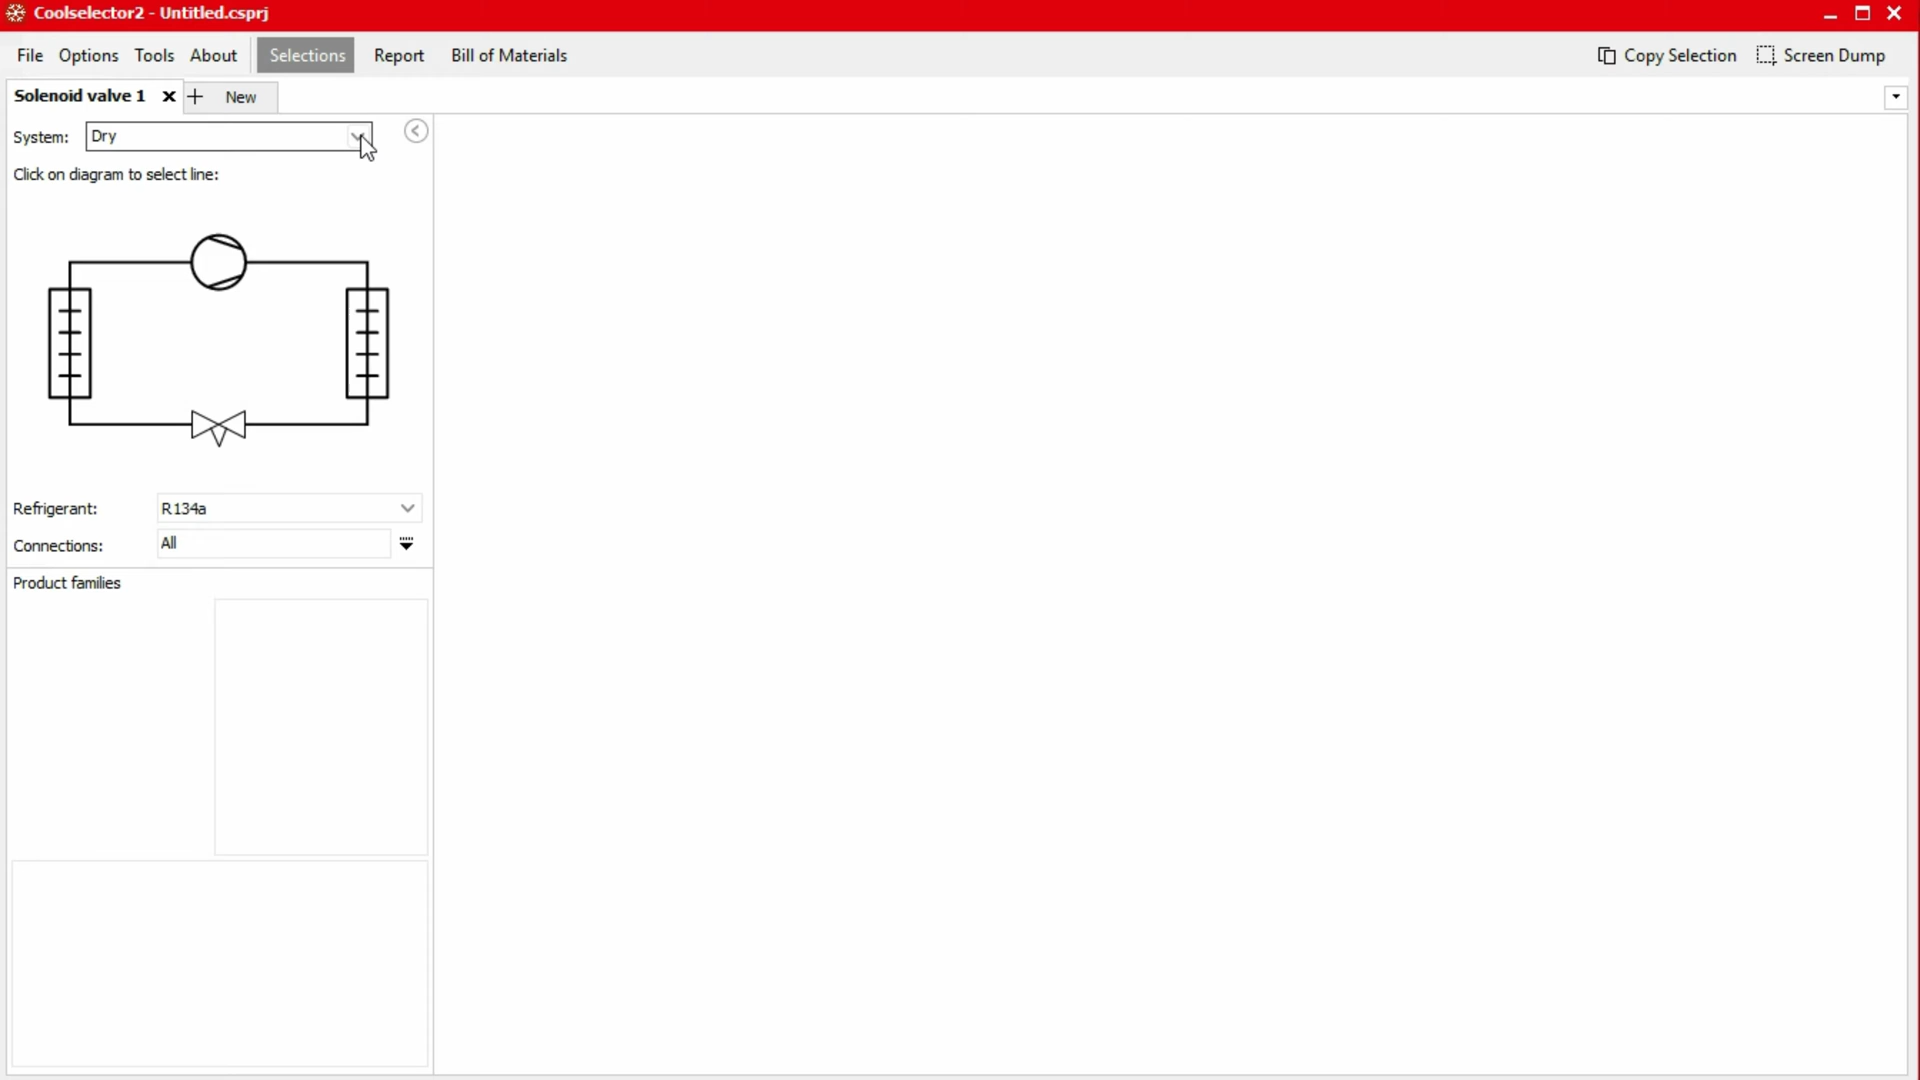 Coolselector2 - Untitled.csprj
File Options Tools About Selections Report Bill of Materials Copy Selection Screen Dump
Solenoid valve 1 New
System: Dry
Click on diagram to select line:
Refrigerant: R134a
Connections: All
Product families